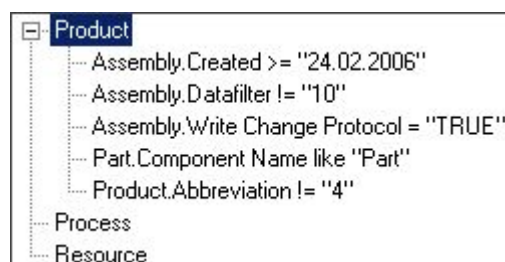 Product
Assembly.Created >= "24.02.2006"
Assembly.Datafilter != "10"
Assembly.Write Change Protocol = "TRUE"
Part.Component Name like "Part"
Product.Abbreviation != "4"
Process
Resource